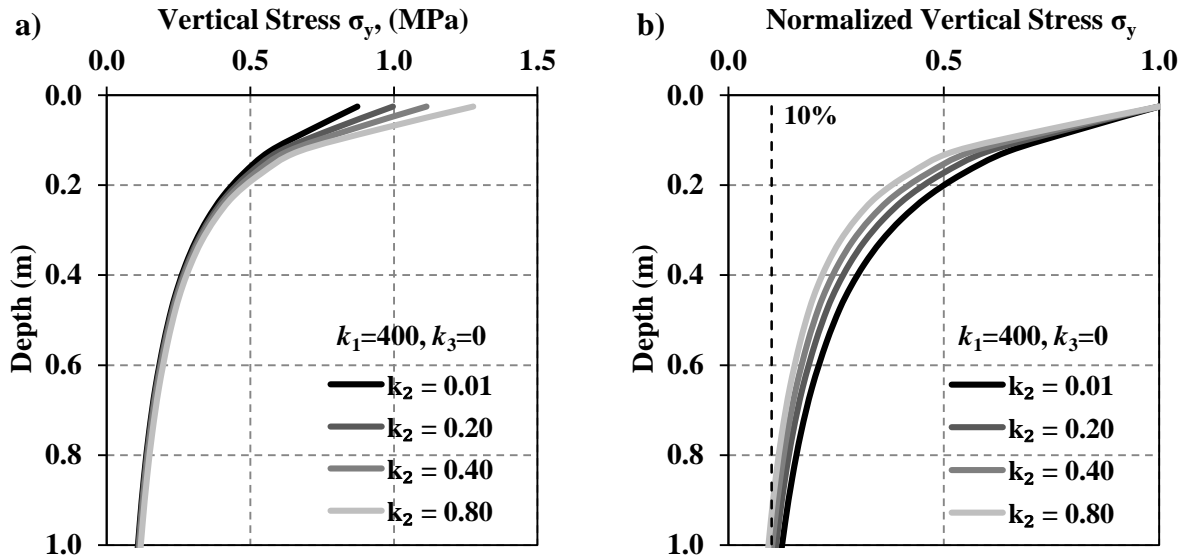 a)
Vertical Stress σy, (MPa)
0.0 0.5 1.0 1.5
0.0
0.2
0.4
0.6
0.8
1.0
Depth (m)
k1=400, k3=0
k2 = 0.01
k2 = 0.20
k2 = 0.40
k2 = 0.80
b)
Normalized Vertical Stress σy
0.0 0.5 1.0
0.0
0.2
0.4
0.6
0.8
1.0
Depth (m)
10%
k1=400, k3=0
k2 = 0.01
k2 = 0.20
k2 = 0.40
k2 = 0.80